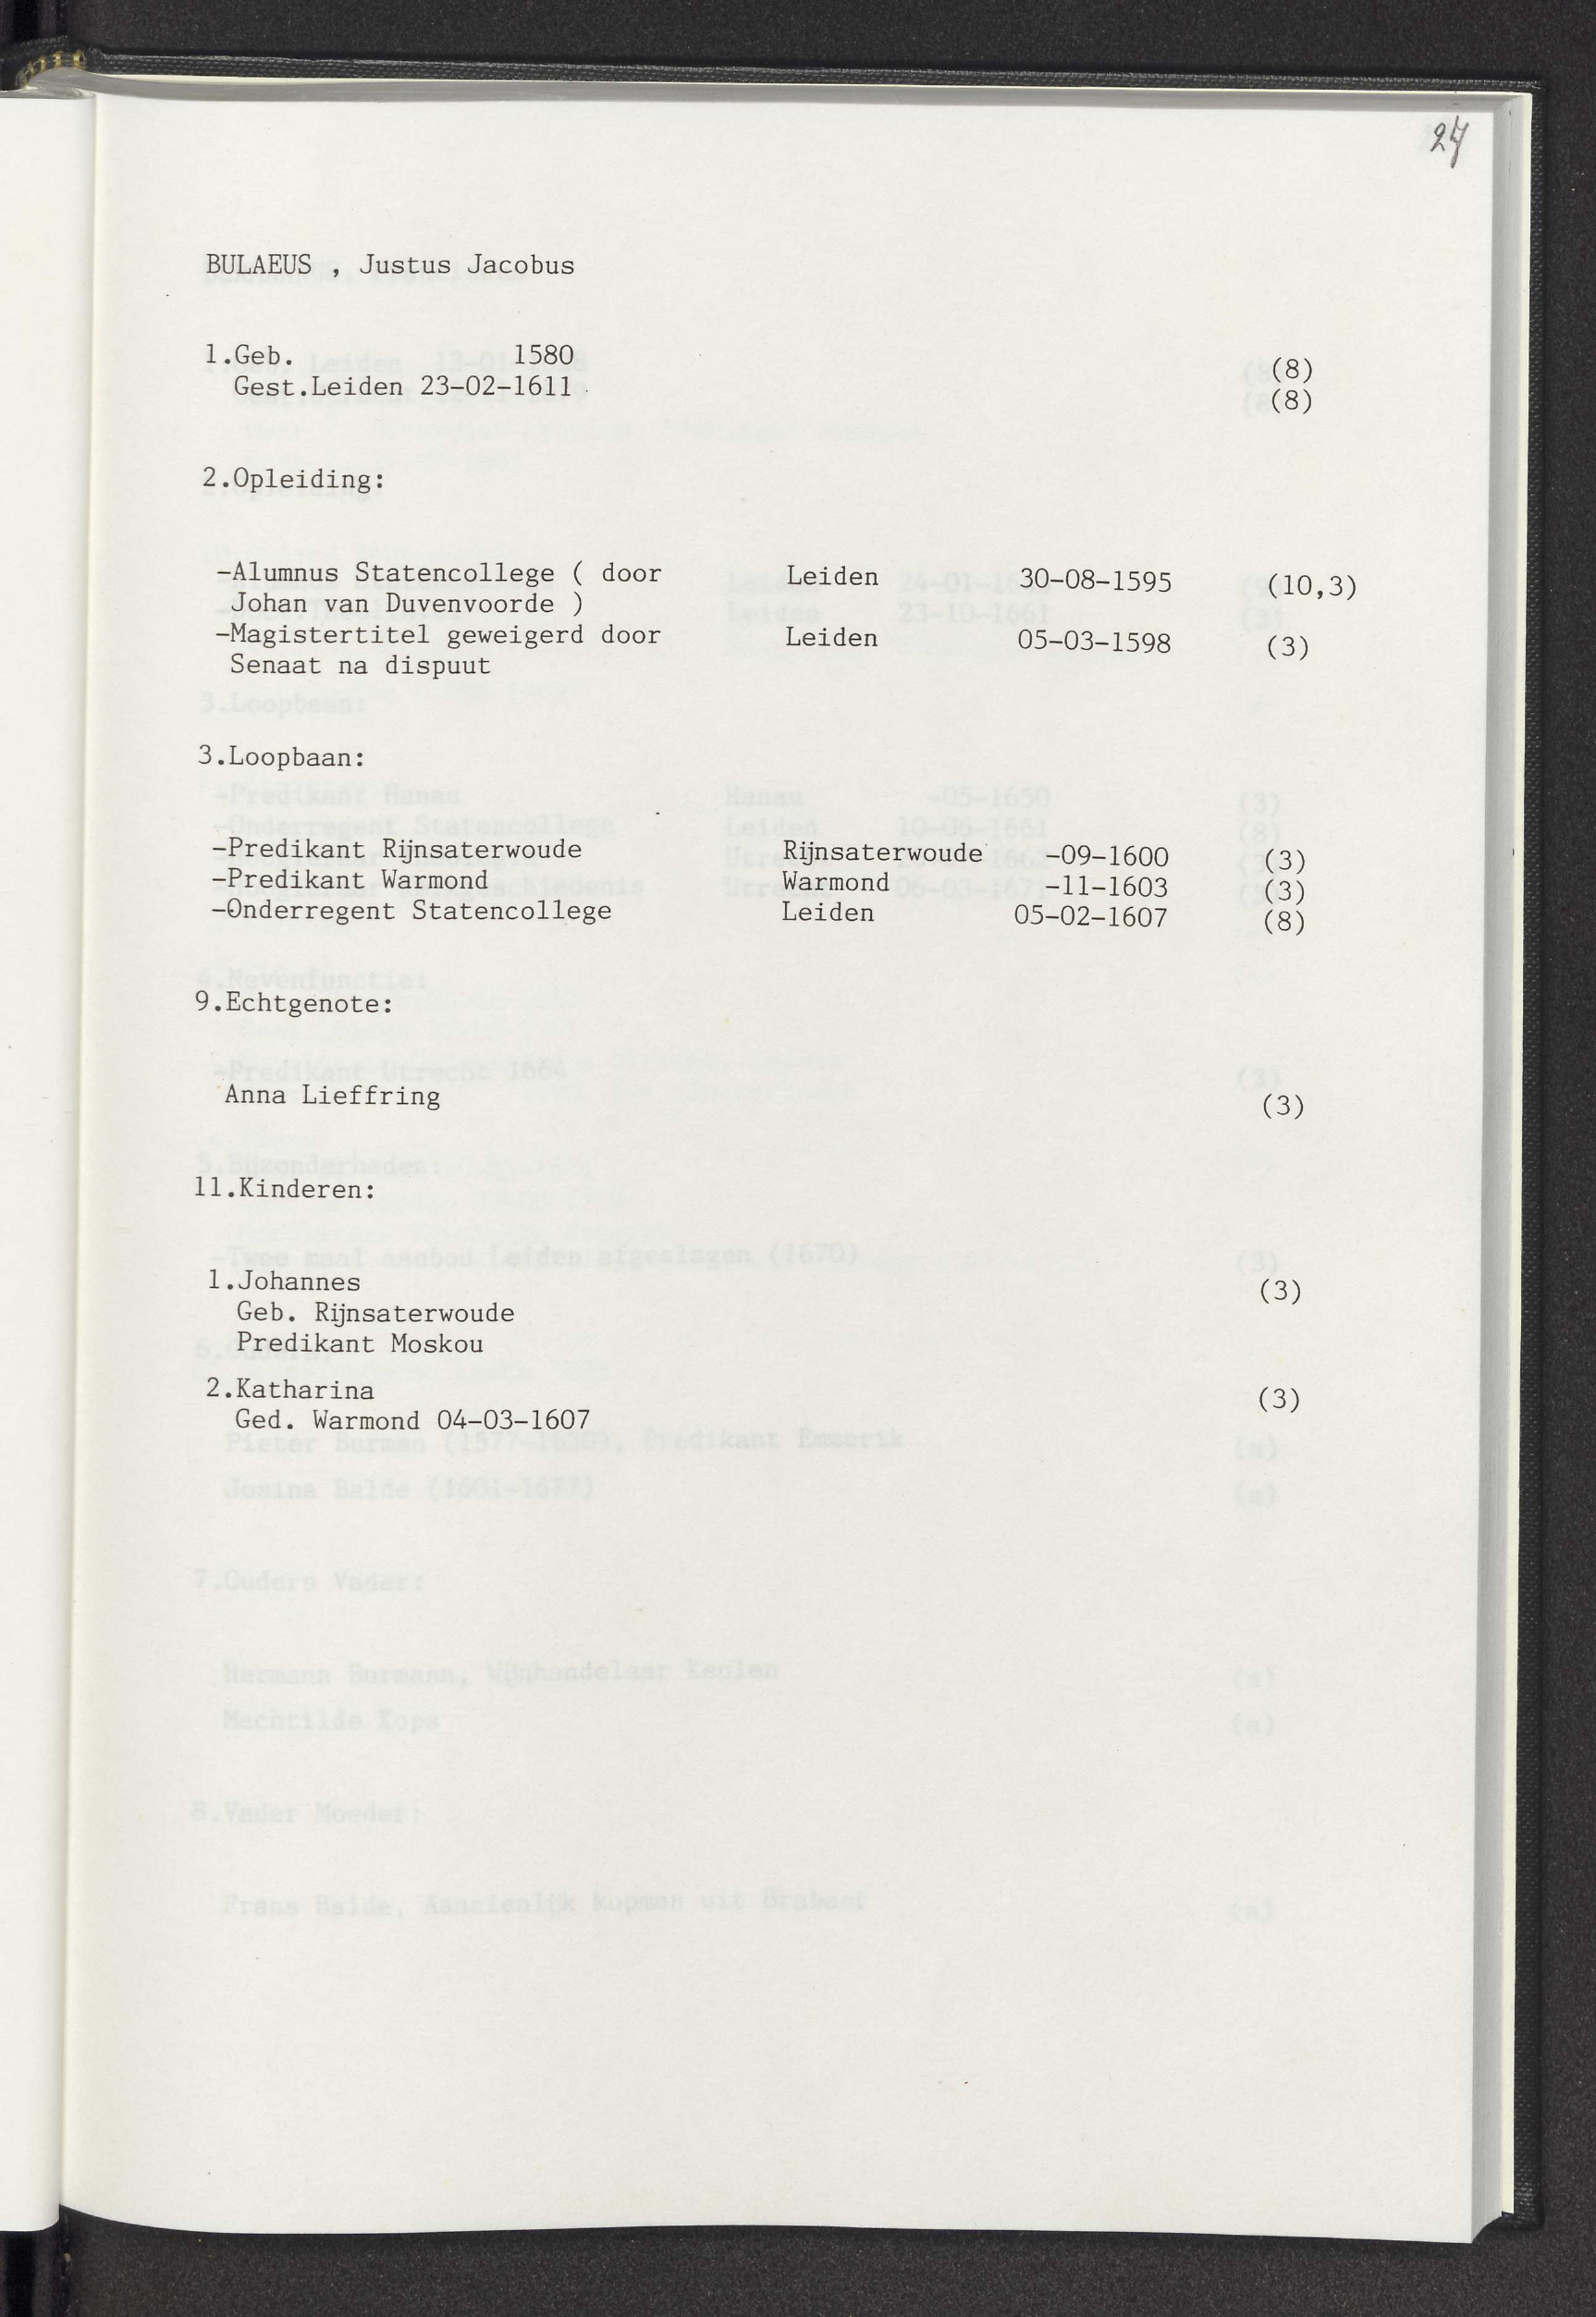 27
BULAEUS , Justus Jacobus
1.Geb. 1580 (8)
Gest.Leiden 23-02-1611 (8)
2.Opleiding:
-Alumnus Statencollege ( door Leiden 30-08-1595 (10,3)
Johan van Duvenvoorde )
-Magistertitel geweigerd door Leiden 05-03-1598 (3)
Senaat na dispuut
3.Loopbaan:
-Predikant Rijnsaterwoude Rijnsaterwoude -09-1600 (3)
-Predikant Warmond Warmond -11-1603 (3)
-Onderregent Statencollege Leiden 05-02-1607 (8)
9.Echtgenote:
Anna Lieffring (3)
11.Kinderen:
1.Johannes (3)
Geb. Rijnsaterwoude
Predikant Moskou
2.Katharina (3)
Ged. Warmond 04-03-1607